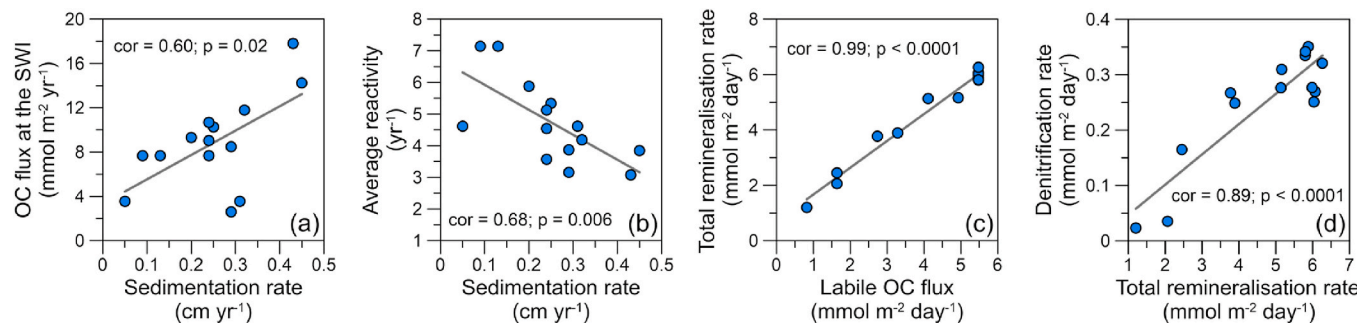 OC flux at the SWI
(mmol m⁻² yr⁻¹)
20
16
12
8
4
0
cor = 0.60; p = 0.02
(a)
0 0.1 0.2 0.3 0.4 0.5
Sedimentation rate
(cm yr⁻¹)
Average reactivity
(yr⁻¹)
8
7
6
5
4
3
2
1
cor = 0.68; p = 0.006
(b)
0 0.1 0.2 0.3 0.4 0.5
Sedimentation rate
(cm yr⁻¹)
Total remineralisation rate
(mmol m⁻² day⁻¹)
8
6
4
2
0
cor = 0.99; p < 0.0001
(c)
0 1 2 3 4 5 6
Labile OC flux
(mmol m⁻² day⁻¹)
Denitrification rate
(mmol m⁻² day⁻¹)
0.4
0.3
0.2
0.1
0
cor = 0.89; p < 0.0001
(d)
1 2 3 4 5 6 7
Total remineralisation rate
(mmol m⁻² day⁻¹)